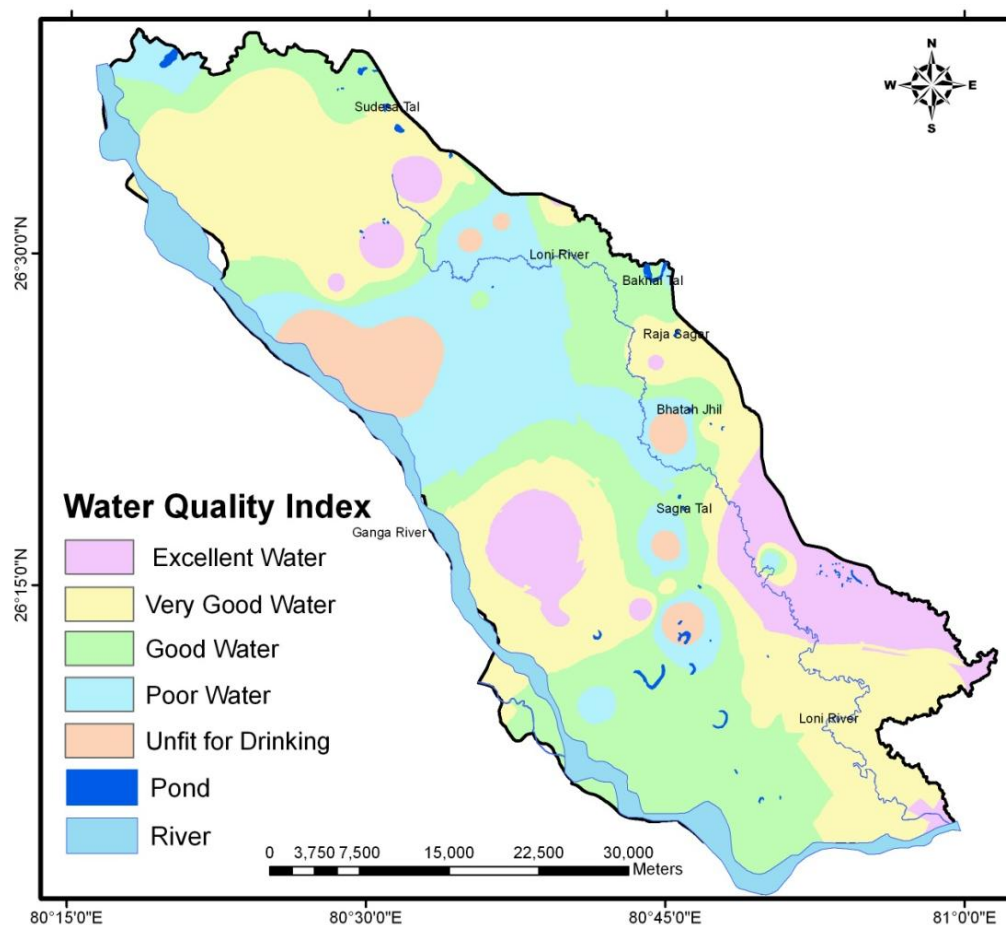 N
W E
S
Sudesa Tal
Loni River
Bakhai Tal
Raja Sagar
Bhatah Jhil
Sagra Tal
Ganga River
Loni River
26°30'0"N
26°15'0"N
Water Quality Index
Excellent Water
Very Good Water
Good Water
Poor Water
Unfit for Drinking
Pond
River
0 3,750 7,500 15,000 22,500 30,000
Meters
80°15'0"E 80°30'0"E 80°45'0"E 81°0'0"E